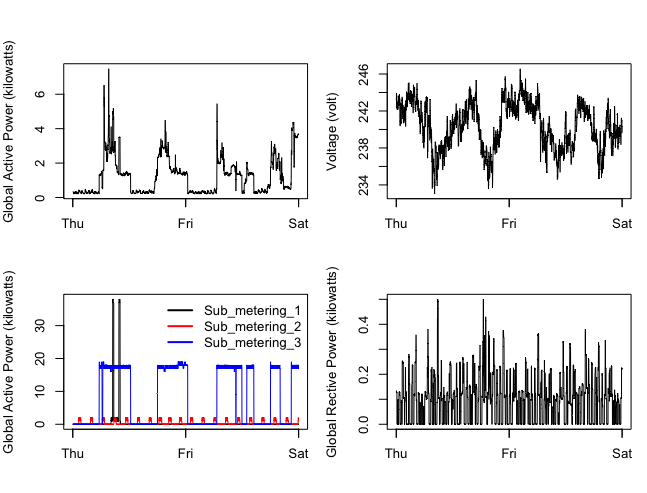 Global Active Power (kilowatts)
6
4
2
0
Thu
Fri
Sat
Voltage (volt)
246
242
238
234
Thu
Fri
Sat
Global Active Power (kilowatts)
30
20
10
0
Sub_metering_1
Sub_metering_2
Sub_metering_3
Thu
Fri
Sat
Global Rective Power (kilowatts)
0.4
0.2
0.0
Thu
Fri
Sat